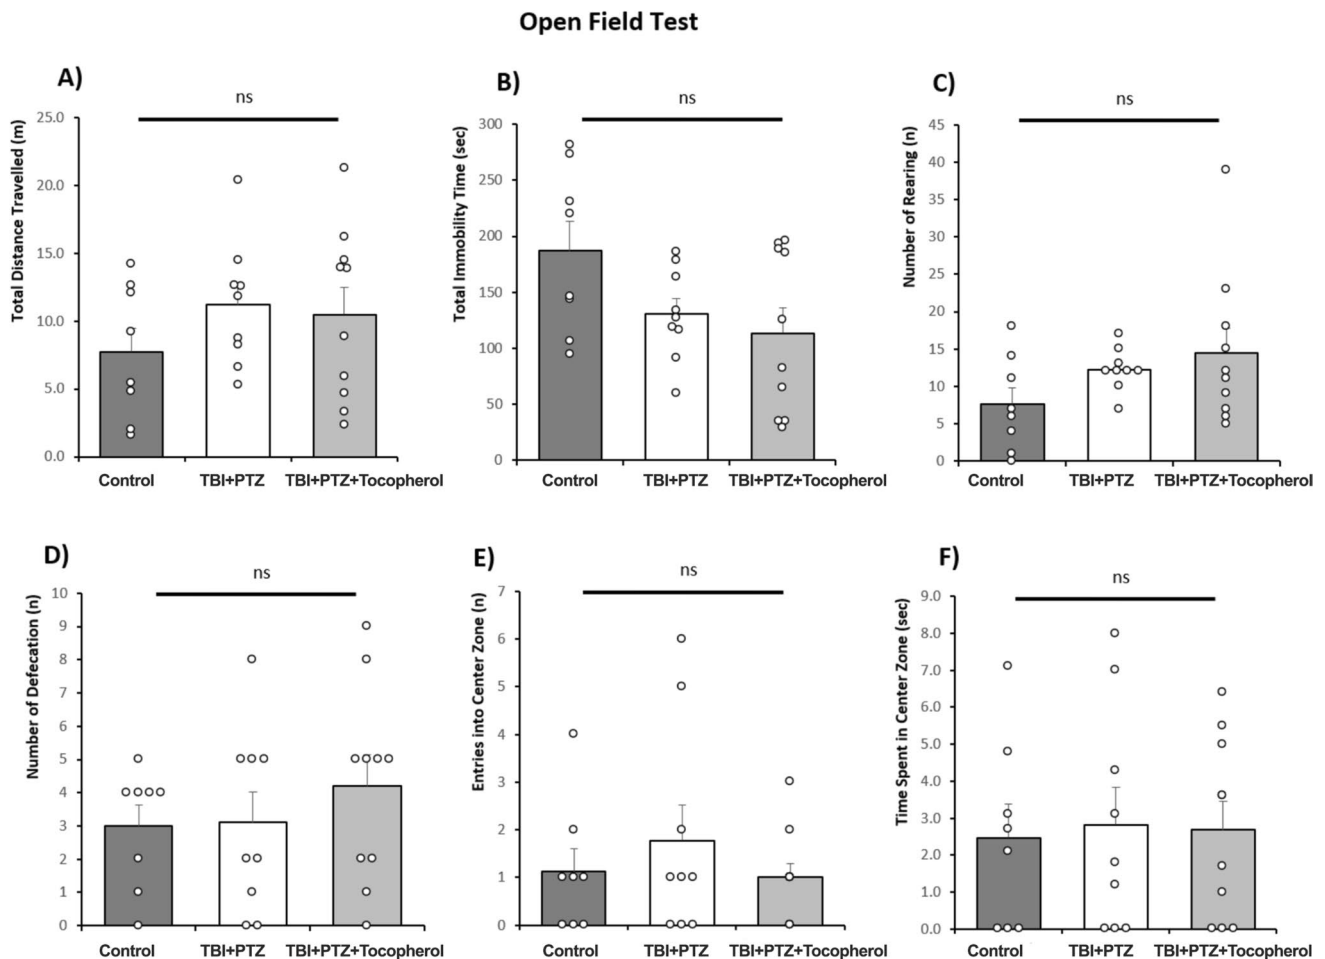 Open Field Test
A)
ns
Total Distance Travelled (m)
25.0
20.0
15.0
10.0
5.0
0.0
Control
TBI+PTZ
TBI+PTZ+Tocopherol
B)
ns
Total Immobility Time (sec)
300
250
200
150
100
50
0
Control
TBI+PTZ
TBI+PTZ+Tocopherol
C)
ns
Number of Rearing (n)
45
40
35
30
25
20
15
10
5
0
Control
TBI+PTZ
TBI+PTZ+Tocopherol
D)
ns
Number of Defecation (n)
10
9
8
7
6
5
4
3
2
1
0
Control
TBI+PTZ
TBI+PTZ+Tocopherol
E)
ns
Entries into Center Zone (n)
7
6
5
4
3
2
1
0
Control
TBI+PTZ
TBI+PTZ+Tocopherol
F)
ns
Time Spent in Center Zone (sec)
9.0
8.0
7.0
6.0
5.0
4.0
3.0
2.0
1.0
0.0
Control
TBI+PTZ
TBI+PTZ+Tocopherol